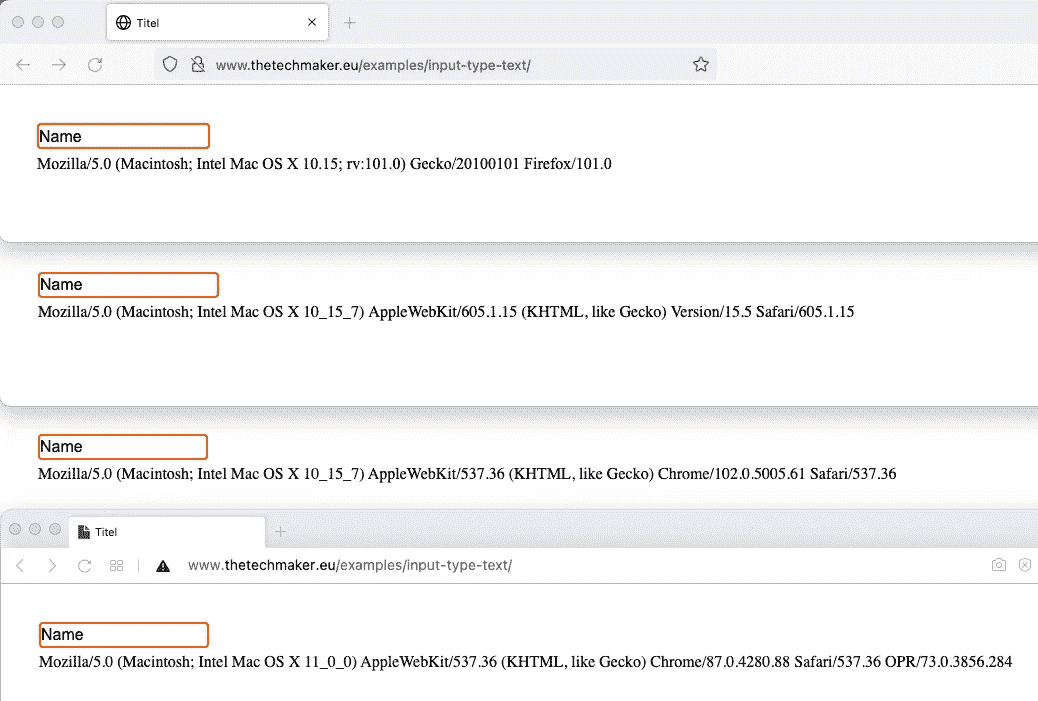 Titel
www.thetechmaker.eu/examples/input-type-text/
Name
Mozilla/5.0 (Macintosh; Intel Mac OS X 10.15; rv:101.0) Gecko/20100101 Firefox/101.0
Name
Mozilla/5.0 (Macintosh; Intel Mac OS X 10_15_7) AppleWebKit/605.1.15 (KHTML, like Gecko) Version/15.5 Safari/605.1.15
Name
Mozilla/5.0 (Macintosh; Intel Mac OS X 10_15_7) AppleWebKit/537.36 (KHTML, like Gecko) Chrome/102.0.5005.61 Safari/537.36
Titel
www.thetechmaker.eu/examples/input-type-text/
Name
Mozilla/5.0 (Macintosh; Intel Mac OS X 11_0_0) AppleWebKit/537.36 (KHTML, like Gecko) Chrome/87.0.4280.88 Safari/537.36 OPR/73.0.3856.284